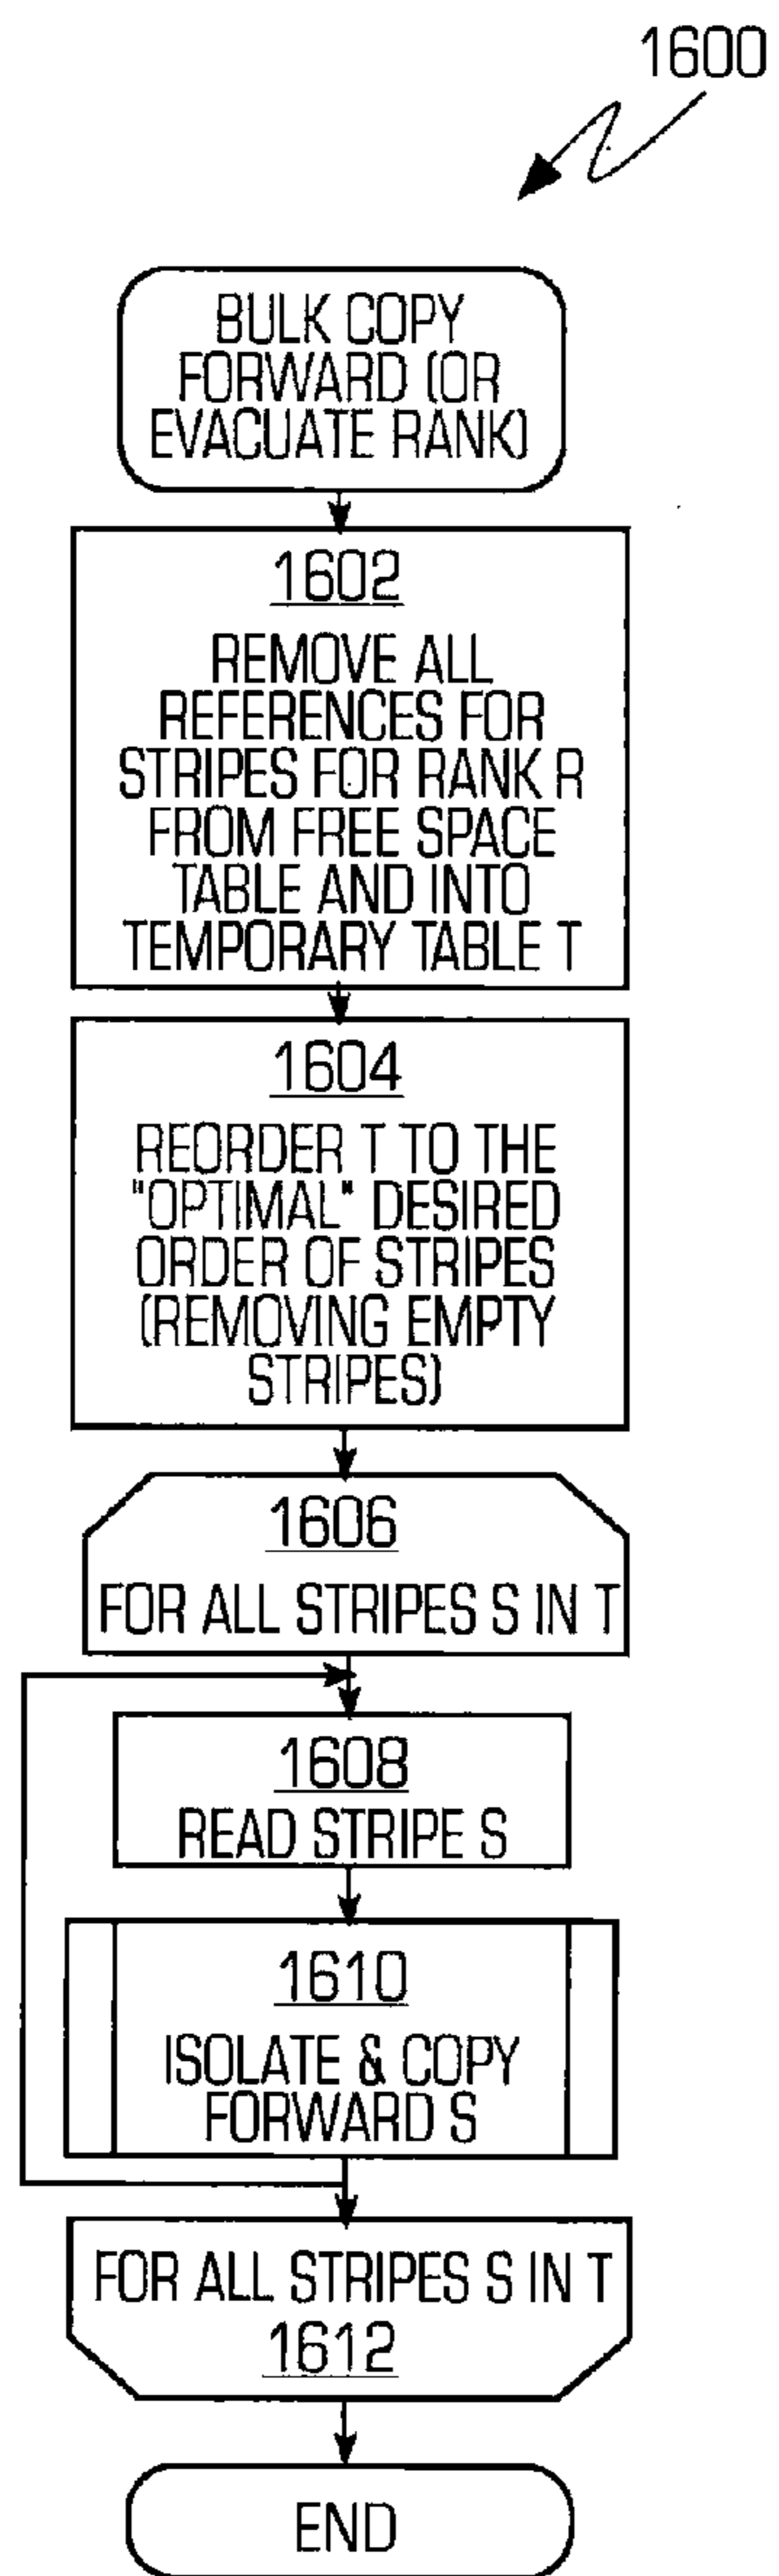 1600
BULK COPY
FORWARD (OR
EVACUATE RANK)
1602
REMOVE ALL
REFERENCES FOR
STRIPES FOR RANK R
FROM FREE SPACE
TABLE AND INTO
TEMPORARY TABLE T
1604
REORDER T TO THE
"OPTIMAL" DESIRED
ORDER OF STRIPES
(REMOVING EMPTY
STRIPES)
1606
FOR ALL STRIPES S IN T
1608
READ STRIPE S
1610
ISOLATE & COPY
FORWARD S
FOR ALL STRIPES S IN T
1612
END